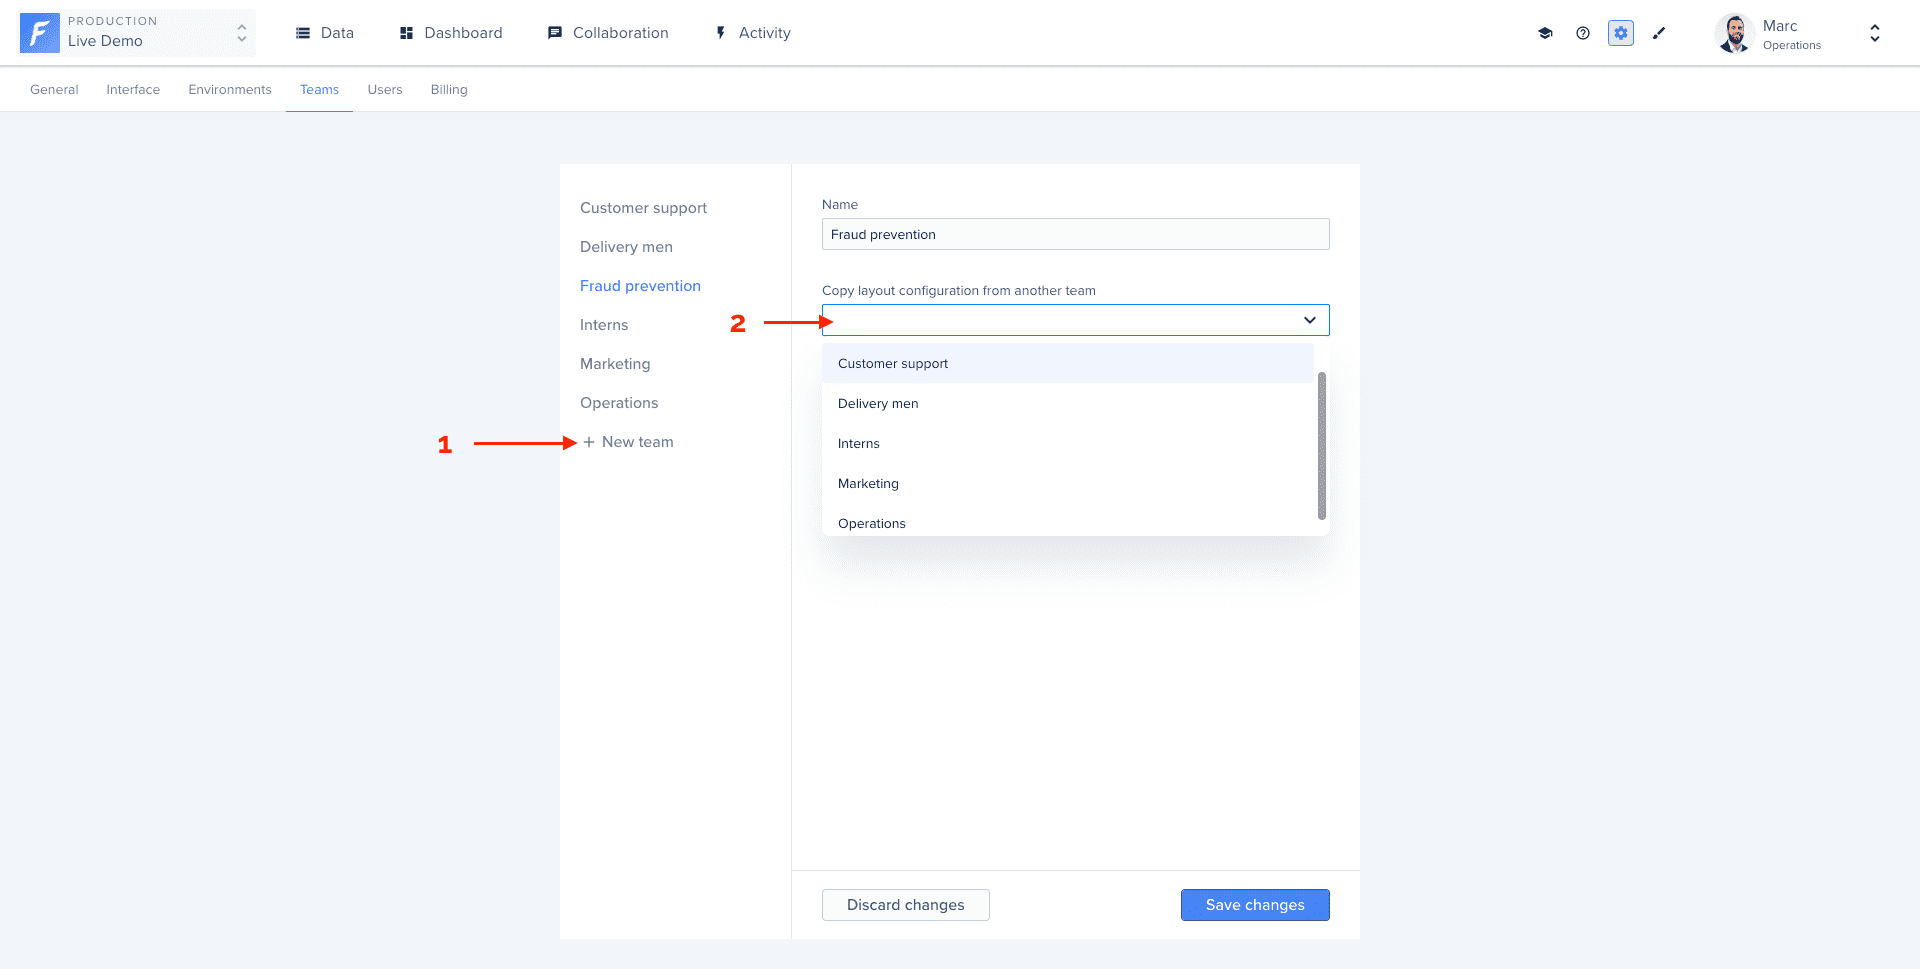 PRODUCTION
Live Demo
Data
Dashboard
Collaboration
Activity
Marc
Operations
General
Interface
Environments
Teams
Users
Billing
Customer support
Delivery men
Fraud prevention
Interns
Marketing
Operations
+ New team
1
Name
Fraud prevention
Copy layout configuration from another team
2
Customer support
Delivery men
Interns
Marketing
Operations
Discard changes
Save changes